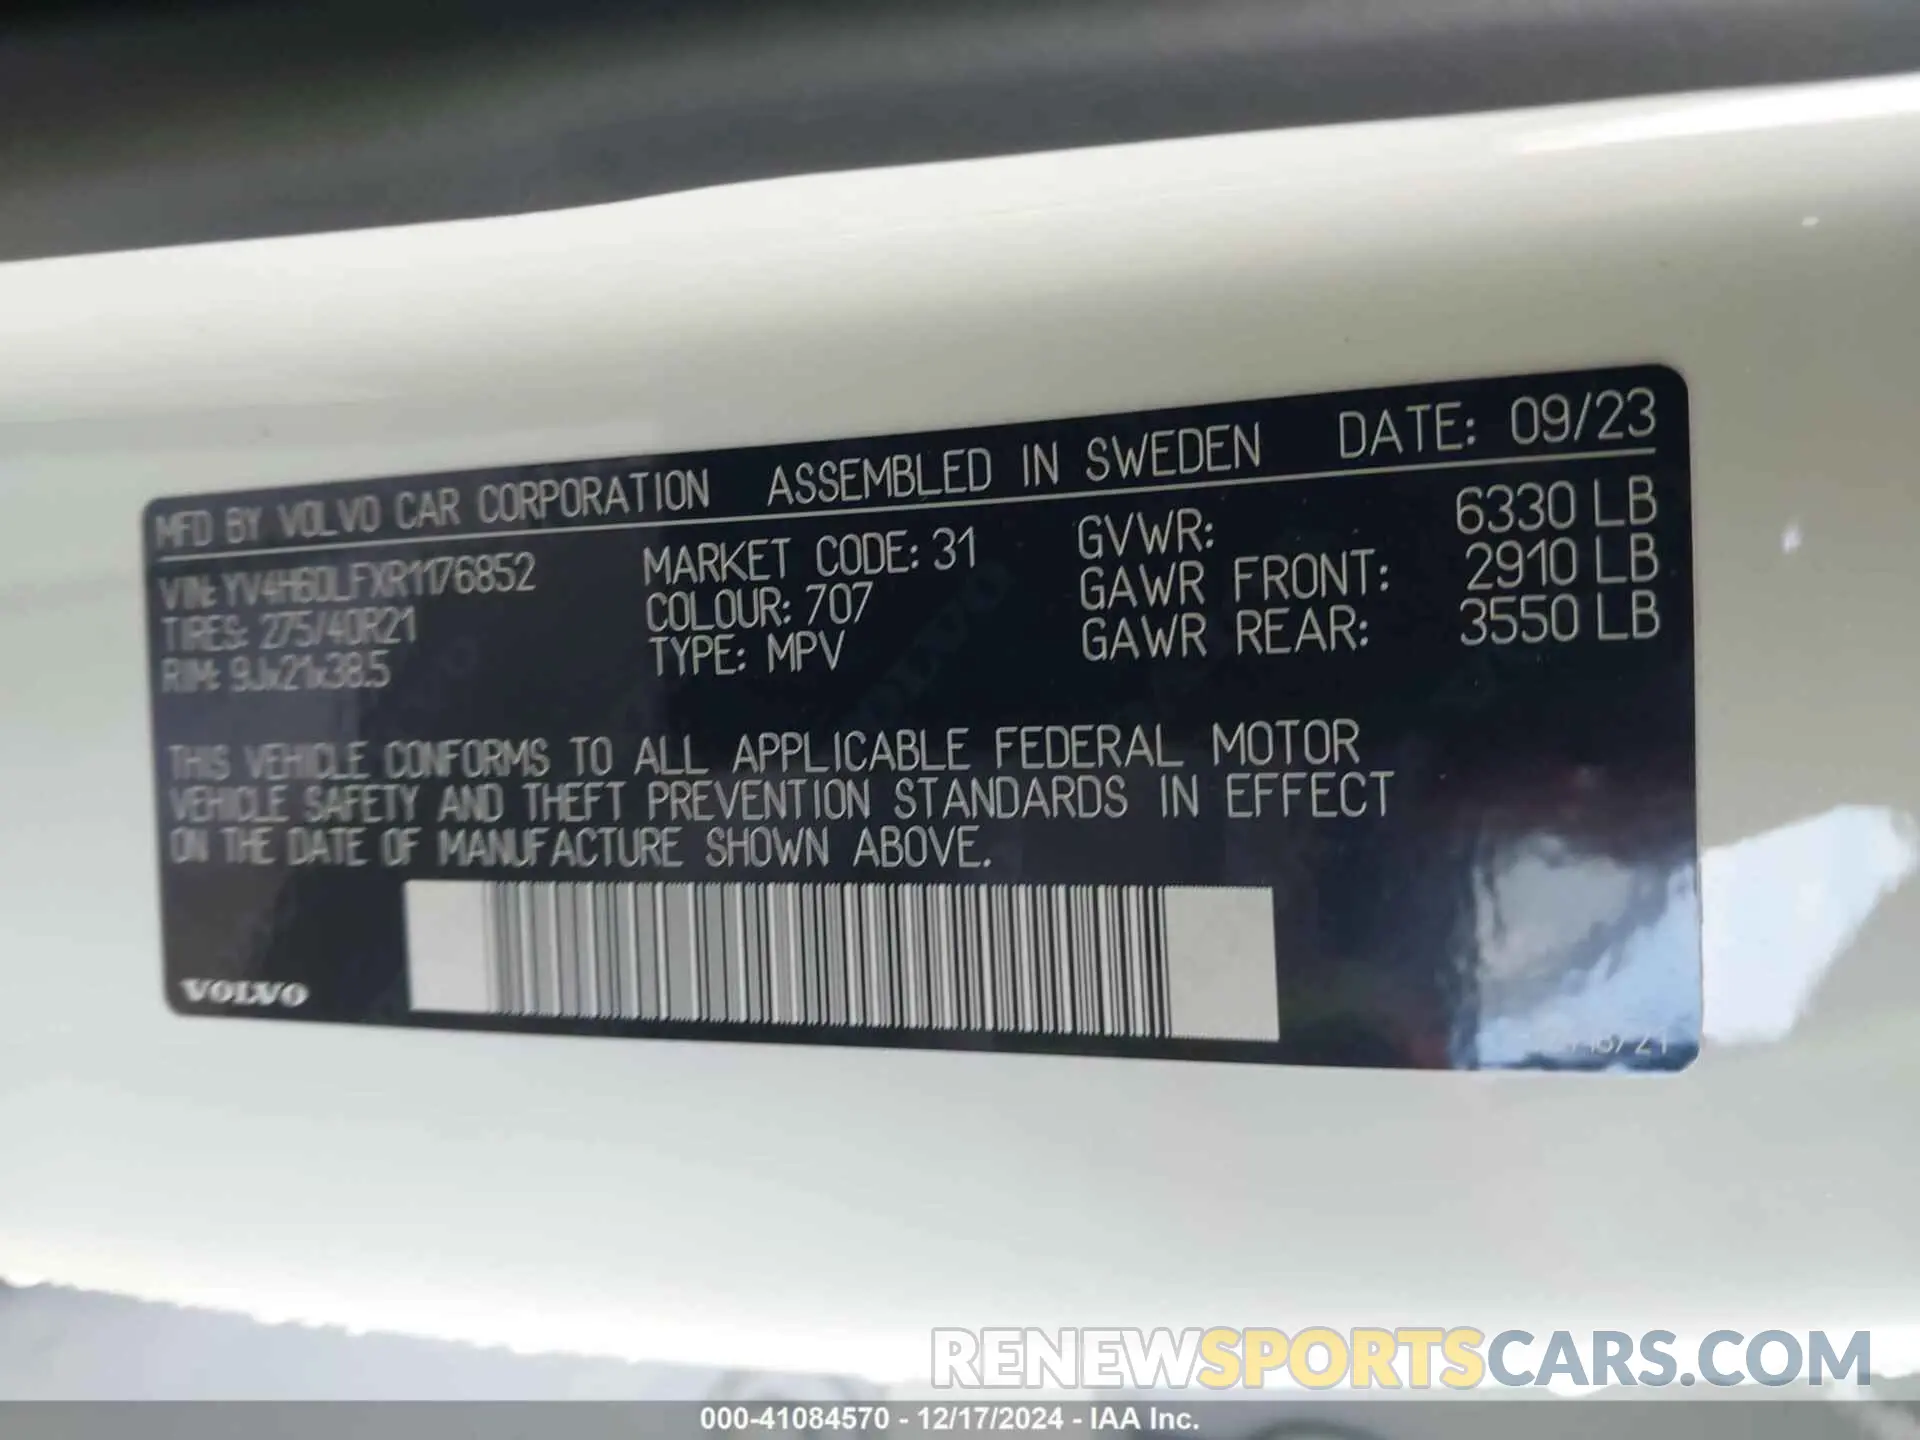 MFD BY VOLVO CAR CORPORATION ASSEMBLED IN SWEDEN DATE: 09/23
VIN: YV4H60LFXR1176852 MARKET CODE: 31 GVWR: 6330 LB
TIRES: 275/40R21 COLOUR: 707 GAWR FRONT: 2910 LB
RIM: 9Jx21x38.5 TYPE: MPV GAWR REAR: 3550 LB
THIS VEHICLE CONFORMS TO ALL APPLICABLE FEDERAL MOTOR
VEHICLE SAFETY AND THEFT PREVENTION STANDARDS IN EFFECT
ON THE DATE OF MANUFACTURE SHOWN ABOVE.
VOLVO
RENEWSPORTSCARS.COM
000-41084570 - 12/17/2024 - IAA Inc.